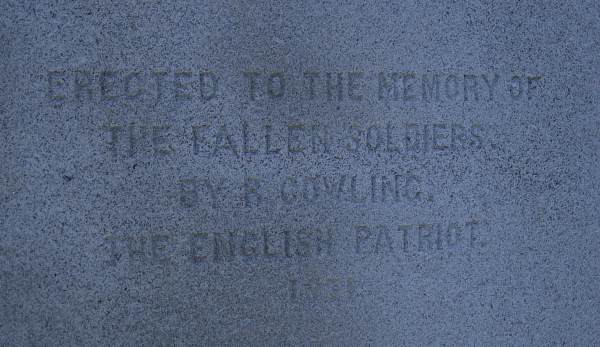 ERECTED TO THE MEMORY OF
THE FALLEN SOLDIERS.
BY R. COWLING,
THE ENGLISH PATRIOT.